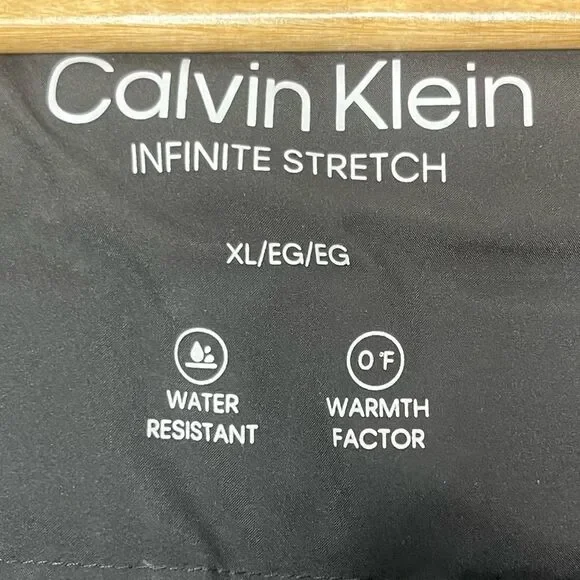 Calvin Klein
INFINITE STRETCH
XL/EG/EG
0°F
WATER
RESISTANT
WARMTH
FACTOR